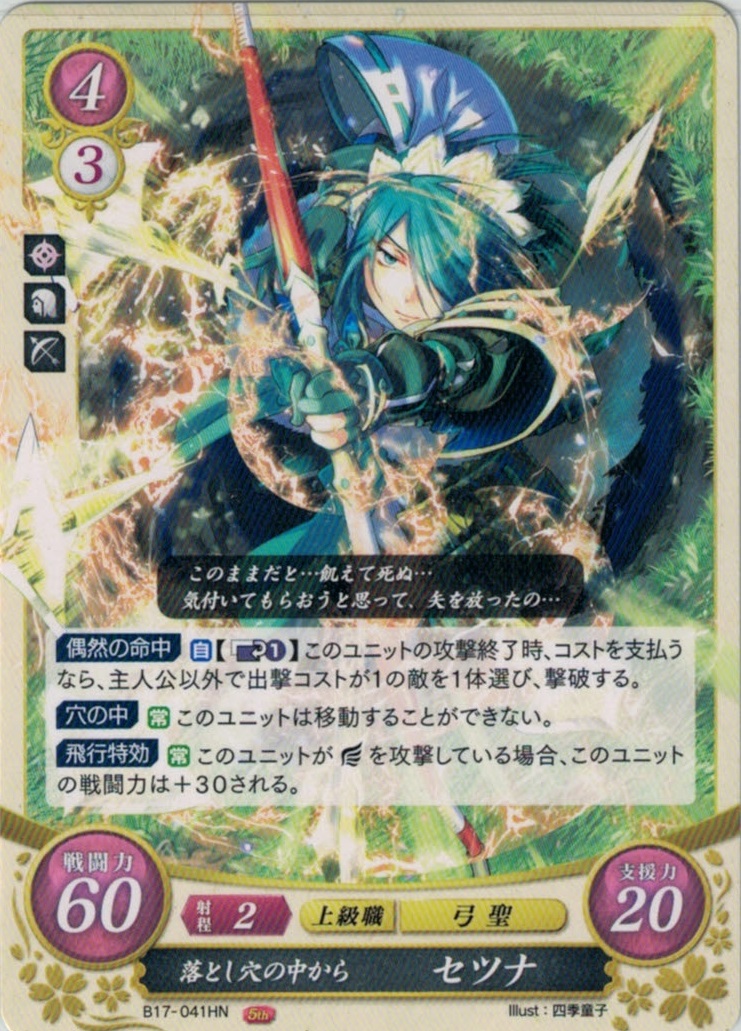 4
3
このままだと…飢えて死ぬ…
気付いてもらおうと思って、矢を放ったの…
偶然の命中 自【1】このユニットの攻撃終了時、コストを支払う
なら、主人公以外で出撃コストが1の敵を1体選び、撃破する。
穴の中 常 このユニットは移動することができない。
飛行特効 常 このユニットが を攻撃している場合、このユニット
の戦闘力は+30される。
戦闘力
60
射程 2
上級職 弓聖
支援力
20
落とし穴の中から セツナ
B17-041HN 5th
Illust:四季童子